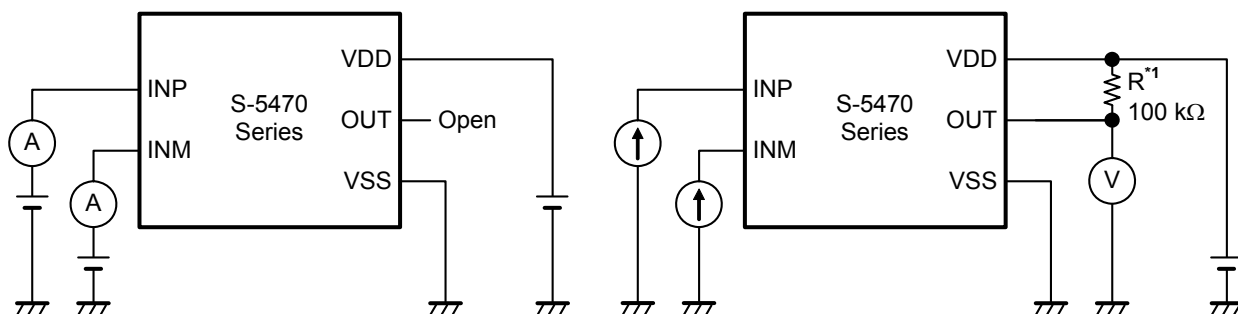 VDD
INP
S-5470
Series
OUT
Open
A
INM
A
VSS
VDD
R*1
100 kΩ
INP
S-5470
Series
OUT
INM
V
VSS